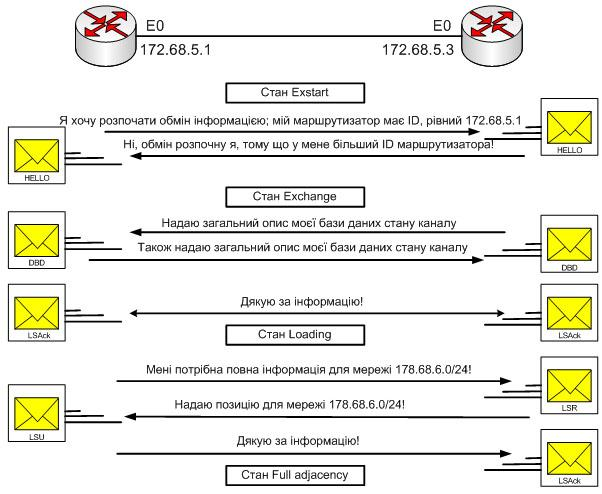 E0
E0
172.68.5.1
172.68.5.3
Стан Exstart
Я хочу розпочати обмін інформацією; мій маршрутизатор має ID, рівний 172.68.5.1
Ні, обмін розпочну я, тому що у мене більший ID маршрутизатора!
HELLO
HELLO
Стан Exchange
Надаю загальний опис моєї бази даних стану каналу
Також надаю загальний опис моєї бази даних стану каналу
DBD
DBD
Дякую за інформацію!
LSAck
LSAck
Стан Loading
Мені потрібна повна інформація для мережі 178.68.6.0/24!
LSR
Надаю позицію для мережі 178.68.6.0/24!
LSU
Дякую за інформацію!
LSAck
Стан Full adjacency